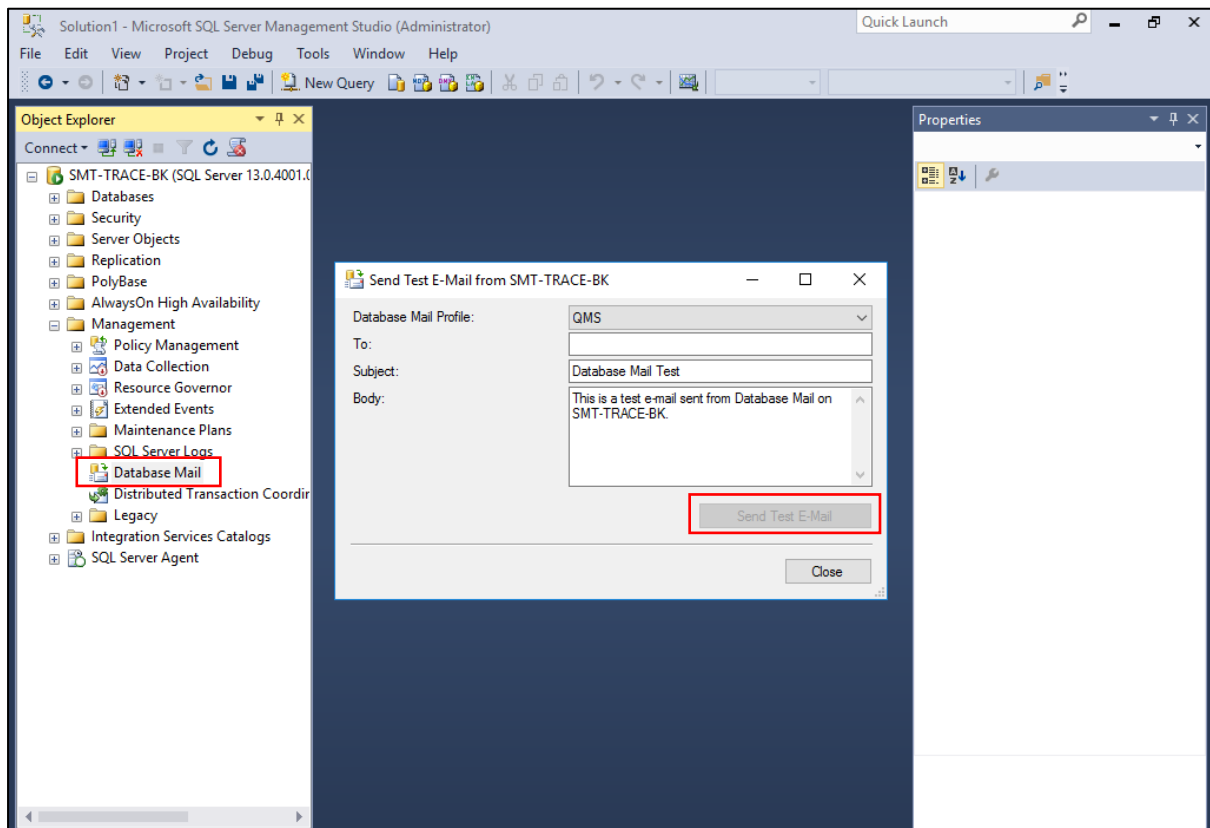 Solution1 - Microsoft SQL Server Management Studio (Administrator)
Quick Launch
File Edit View Project Debug Tools Window Help
New Query
Object Explorer
Connect
SMT-TRACE-BK (SQL Server 13.0.4001.0
Databases
Security
Server Objects
Replication
PolyBase
AlwaysOn High Availability
Management
Policy Management
Data Collection
Resource Governor
Extended Events
Maintenance Plans
SQL Server Logs
Database Mail
Distributed Transaction Coordir
Legacy
Integration Services Catalogs
SQL Server Agent
Send Test E-Mail from SMT-TRACE-BK
Database Mail Profile: QMS
To:
Subject: Database Mail Test
Body: This is a test e-mail sent from Database Mail on
SMT-TRACE-BK.
Send Test E-Mail
Close
Properties